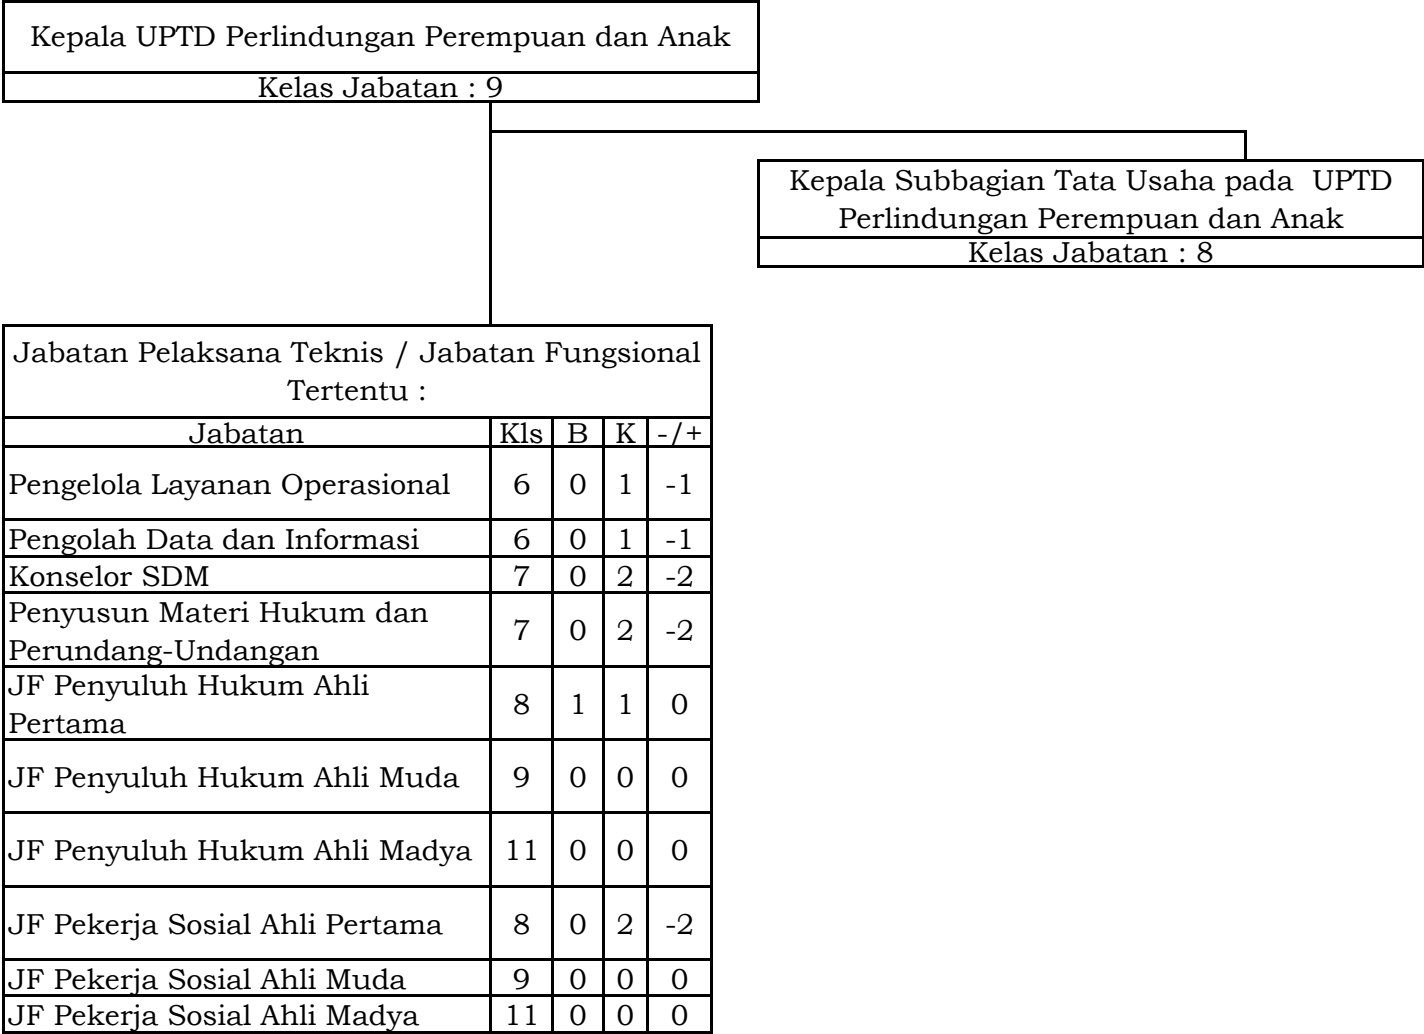 Kepala UPTD Perlindungan Perempuan dan Anak
Kelas Jabatan : 9
Kepala Subbagian Tata Usaha pada  UPTD
Perlindungan Perempuan dan Anak
Kelas Jabatan : 8
Jabatan Pelaksana Teknis / Jabatan Fungsional
Tertentu :
Jabatan Kls B K -/+
Pengelola Layanan Operasional 6 0 1 -1
Pengolah Data dan Informasi 6 0 1 -1
Konselor SDM 7 0 2 -2
Penyusun Materi Hukum dan
Perundang-Undangan 7 0 2 -2
JF Penyuluh Hukum Ahli
Pertama 8 1 1 0
JF Penyuluh Hukum Ahli Muda 9 0 0 0
JF Penyuluh Hukum Ahli Madya 11 0 0 0
JF Pekerja Sosial Ahli Pertama 8 0 2 -2
JF Pekerja Sosial Ahli Muda 9 0 0 0
JF Pekerja Sosial Ahli Madya 11 0 0 0